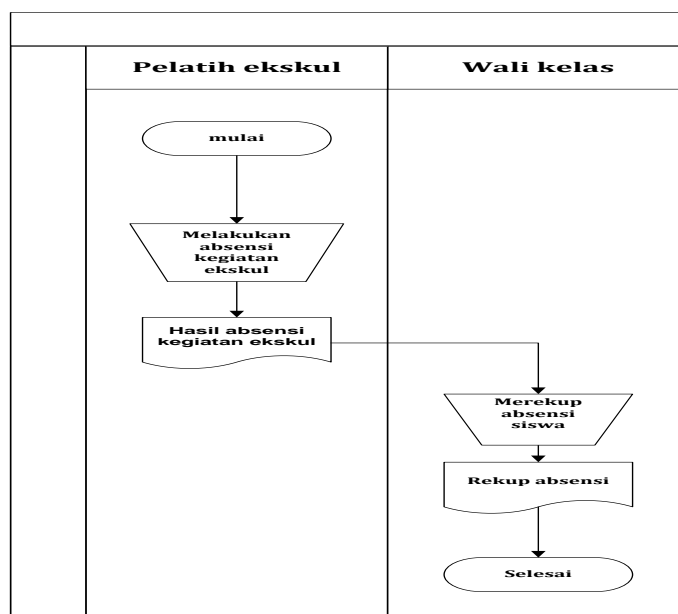 Pelatih ekskul
Wali kelas
mulai
Melakukan
absensi
kegiatan
ekskul
Hasil absensi
kegiatan ekskul
Merekup
absensi
siswa
Rekup absensi
Selesai